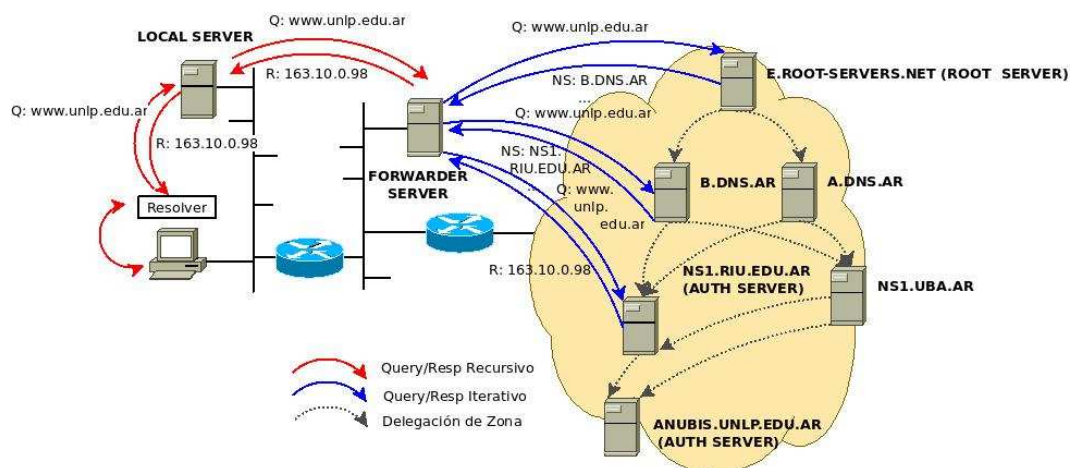 Q: www.unlp.edu.ar
LOCAL SERVER
R: 163.10.0.98
Q: www.unlp.edu.ar
R: 163.10.0.98
Resolver
FORWARDER
SERVER
Q: www.unlp.edu.ar
E.ROOT-SERVERS.NET (ROOT SERVER)
NS: B.DNS.AR
...
Q: www.unlp.edu.ar
NS: NS1.
RIU.EDU.AR
...
Q: www.
unlp.
edu.ar
R: 163.10.0.98
B.DNS.AR
A.DNS.AR
NS1.RIU.EDU.AR
(AUTH SERVER)
NS1.UBA.AR
ANUBIS.UNLP.EDU.AR
(AUTH SERVER)
Query/Resp Recursivo
Query/Resp Iterativo
Delegación de Zona